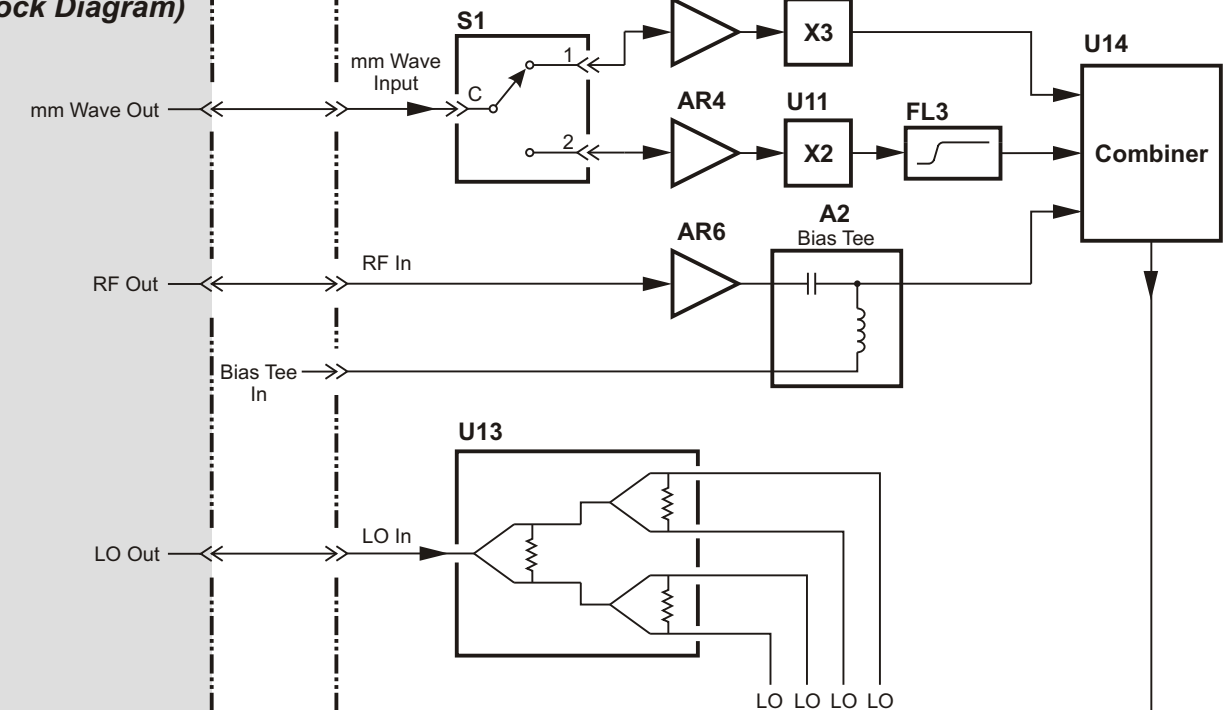 ock Diagram)
S1
U14
mm Wave
Input
1
X3
C
mm Wave Out
AR4
U11
FL3
2
X2
Combiner
A2
Bias Tee
AR6
RF In
RF Out
Bias Tee
In
U13
LO In
LO Out
LO LO LO LO